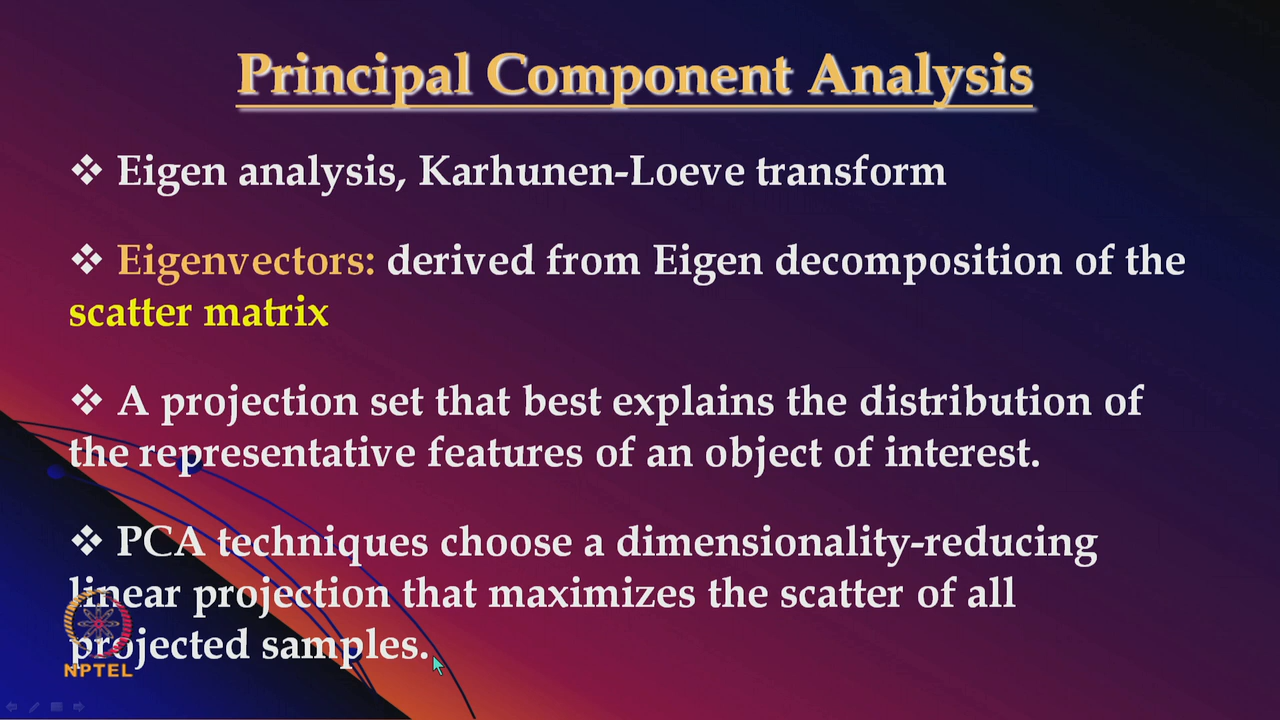 Principal Component Analysis
❖ Eigen analysis, Karhunen-Loeve transform
❖ Eigenvectors: derived from Eigen decomposition of the
scatter matrix
❖ A projection set that best explains the distribution of
the representative features of an object of interest.
❖ PCA techniques choose a dimensionality-reducing
linear projection that maximizes the scatter of all
projected samples.
NPTEL